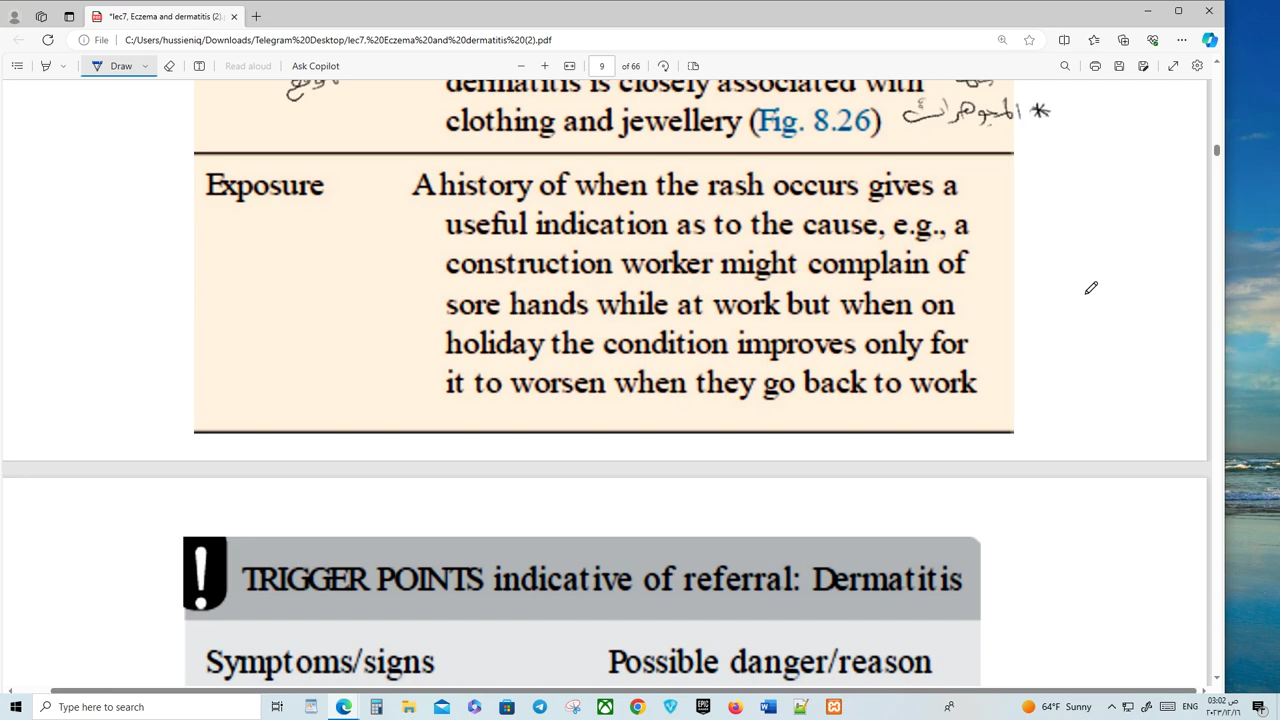 *lec7, Eczema and dermatitis (2).
File
C:/Users/hussieniq/Downloads/Telegram%20Desktop/lec7,%20Eczema%20and%20dermatitis%20(2).pdf
Draw
Read aloud
Ask Copilot
9
of 66
dermatitis is closely associated with
clothing and jewellery (Fig. 8.26)
* المجوهرات
Exposure
A history of when the rash occurs gives a
useful indication as to the cause, e.g., a
construction worker might complain of
sore hands while at work but when on
holiday the condition improves only for
it to worsen when they go back to work
TRIGGER POINTS indicative of referral: Dermatitis
Symptoms/signs
Possible danger/reason
Type here to search
64°F Sunny
ENG
03:02 ص
٢٠٢٣/١٢/١٦